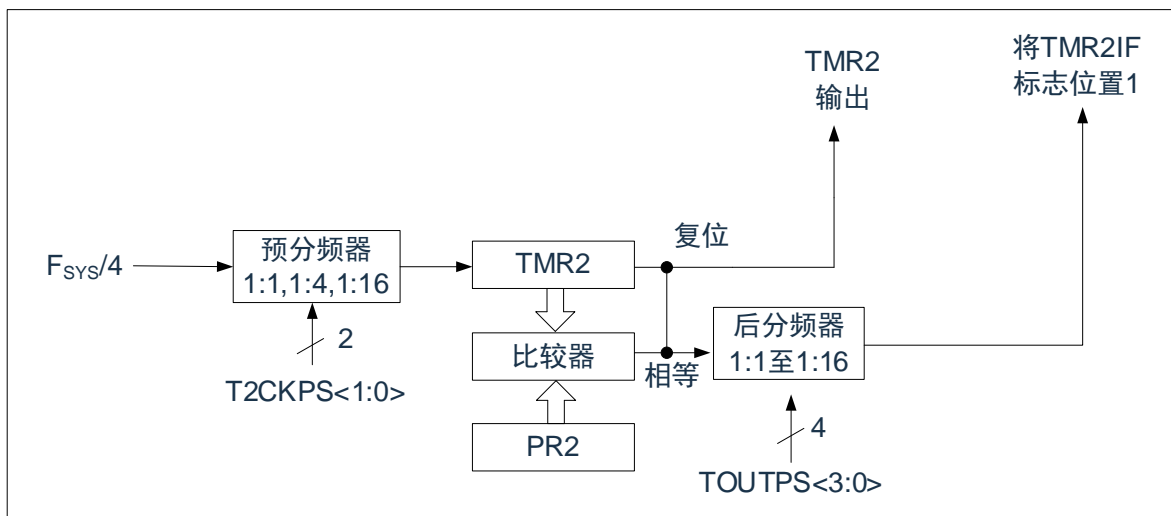 将TMR2IF
标志位置1
TMR2
输出
F_SYS/4
预分频器
1:1,1:4,1:16
2
T2CKPS<1:0>
TMR2
复位
比较器
相等
PR2
后分频器
1:1至1:16
4
TOUTPS<3:0>